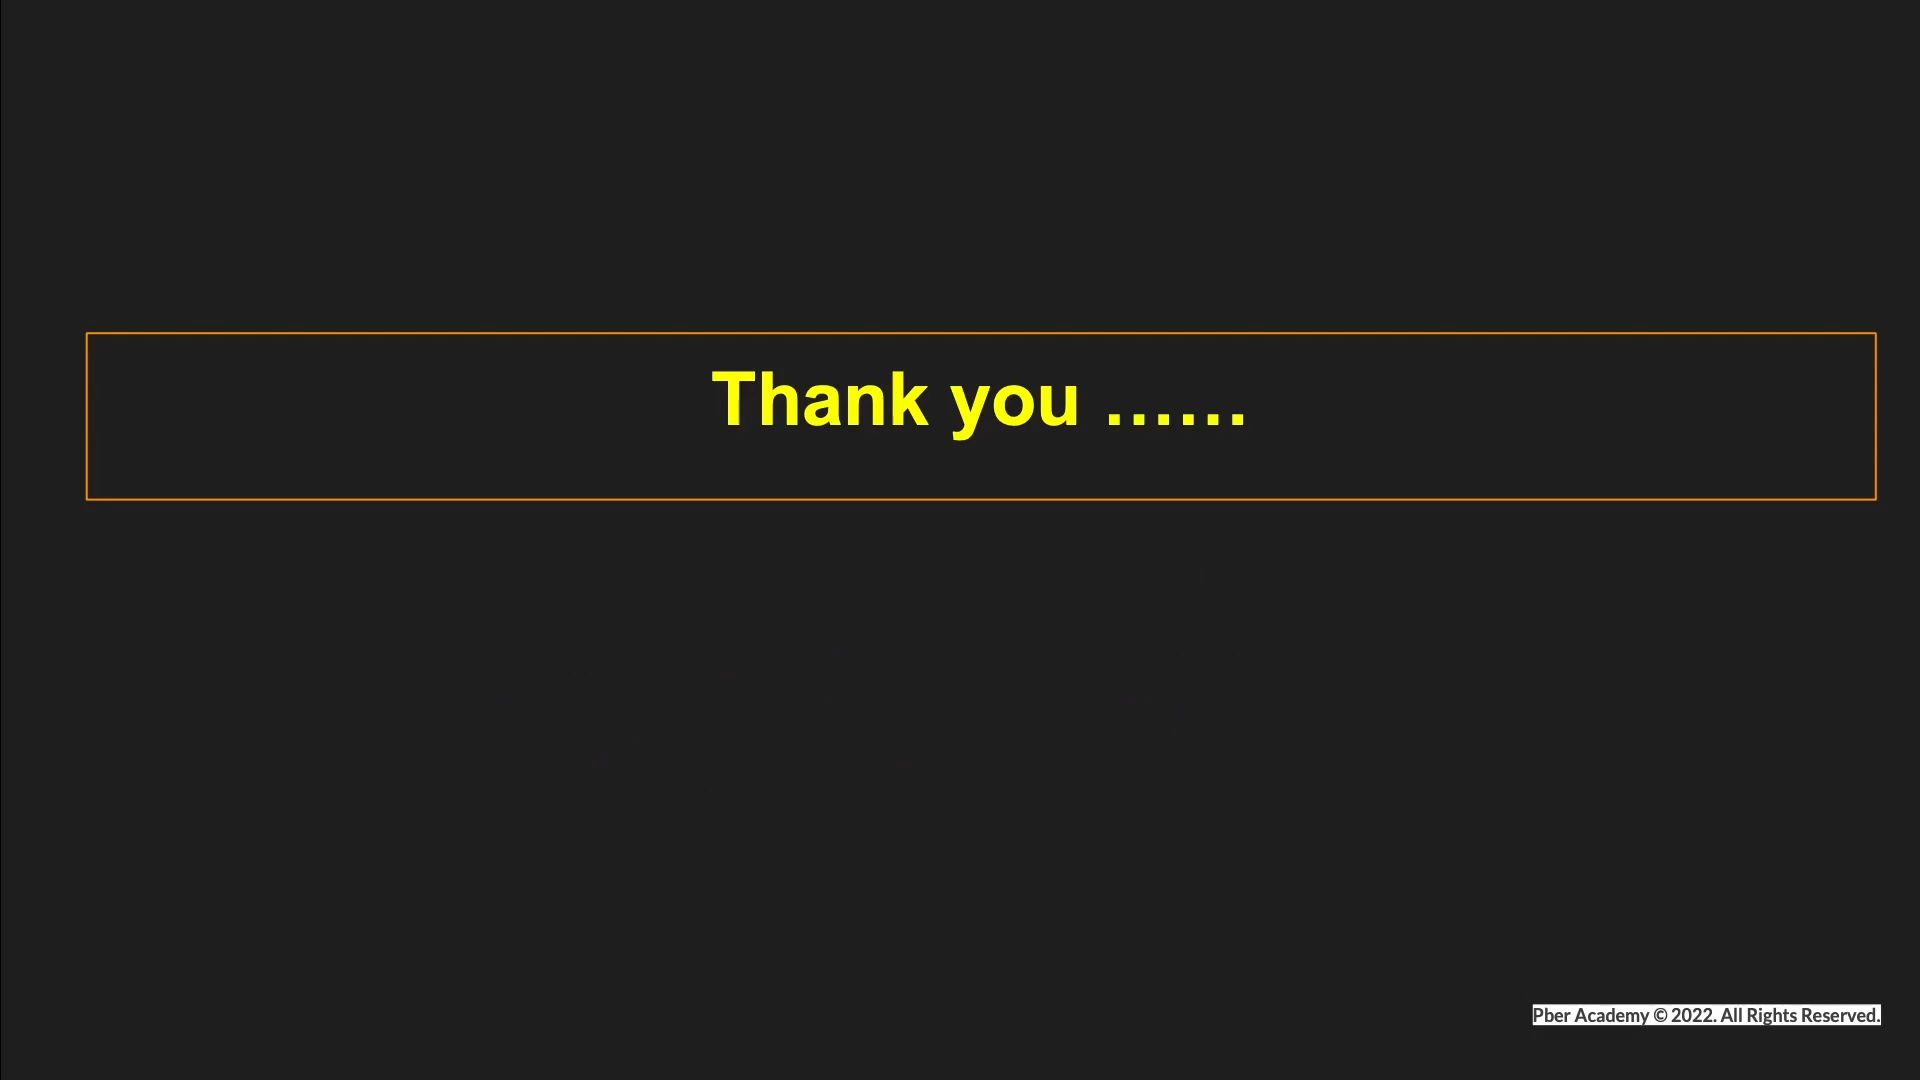 Thank you ......
Pber Academy © 2022. All Rights Reserved.